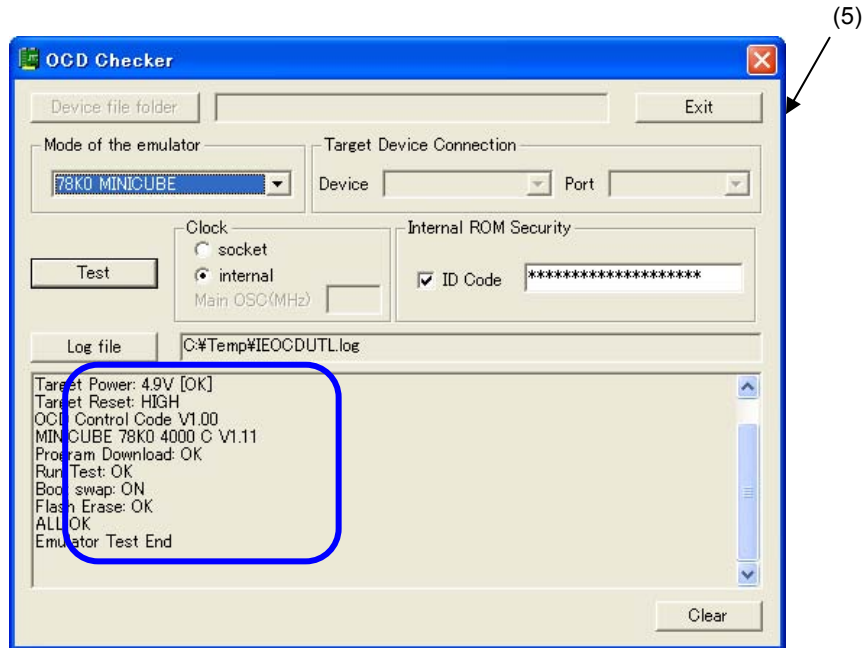 (5)
OCD Checker
Device file folder
Exit
Mode of the emulator
Target Device Connection
78K0 MINICUBE
Device
Port
Clock
Internal ROM Security
socket
Test
internal
ID Code
********************
Main OSC(MHz)
Log file
C:¥Temp¥IEOCDUTL.log
Target Power: 4.9V [OK]
Target Reset: HIGH
OCD Control Code V1.00
MINICUBE 78K0 4000 C V1.11
Program Download: OK
Run Test: OK
Boot swap: ON
Flash Erase: OK
ALL OK
Emulator Test End
Clear